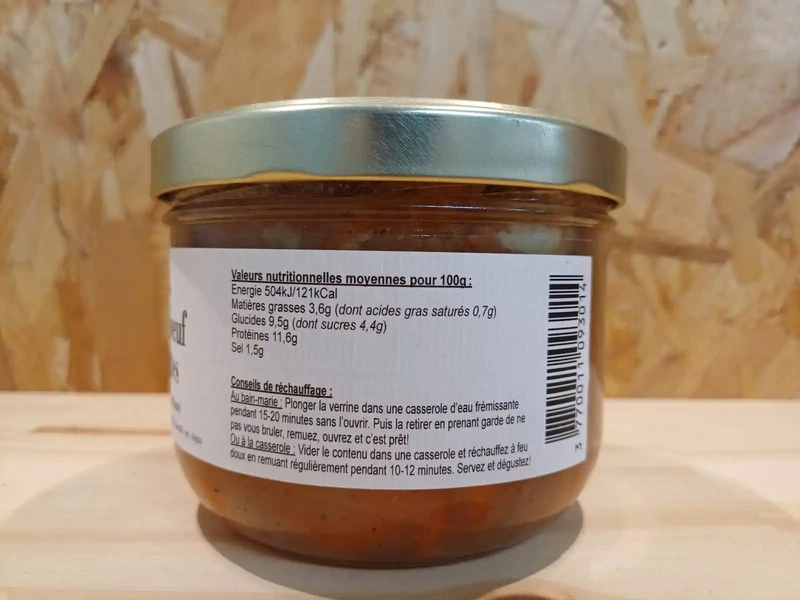 Valeurs nutritionnelles moyennes pour 100g :
Energie 504kJ/121kCal
Matières grasses 3,6g (dont acides gras saturés 0,7g)
Glucides 9,5g (dont sucres 4,4g)
Protéines 11,6g
Sel 1,5g
Conseils de réchauffage :
Au bain-marie : Plonger la verrine dans une casserole d'eau frémissante
pendant 15-20 minutes sans l'ouvrir. Puis la retirer en prenant garde de ne
pas vous bruler, remuez, ouvrez et c'est prêt!
Ou à la casserole : Vider le contenu dans une casserole et réchauffez à feu
doux en remuant régulièrement pendant 10-12 minutes. Servez et dégustez!
3 770011 093014